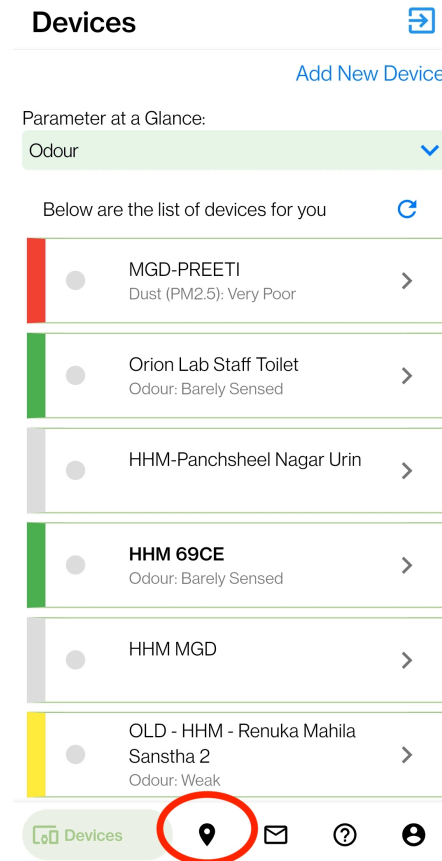 Devices
Add New Device
Parameter at a Glance:
Odour
Below are the list of devices for you
MGD-PREETI
Dust (PM2.5): Very Poor
Orion Lab Staff Toilet
Odour: Barely Sensed
HHM-Panchsheel Nagar Urin
HHM 69CE
Odour: Barely Sensed
HHM MGD
OLD - HHM - Renuka Mahila
Sanstha 2
Odour: Weak
Devices